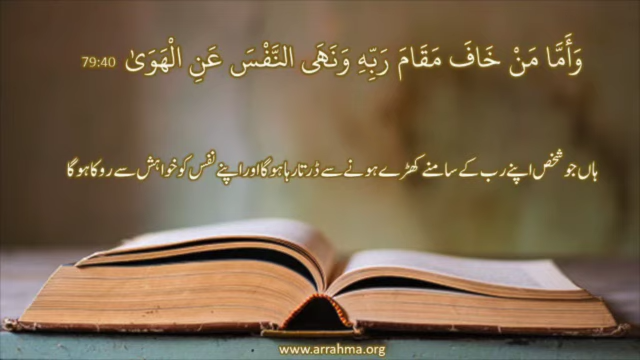 وَأَمَّا مَنْ خَافَ مَقَامَ رَبِّهِ وَنَهَى النَّفْسَ عَنِ الْهَوَىٰ 79:40
ہاں جو شخص اپنے رب کے سامنے کھڑے ہونے سے ڈرتا رہا ہوگا اور اپنے نفس کو خواہش سے روکا ہوگا
www.arrahma.org